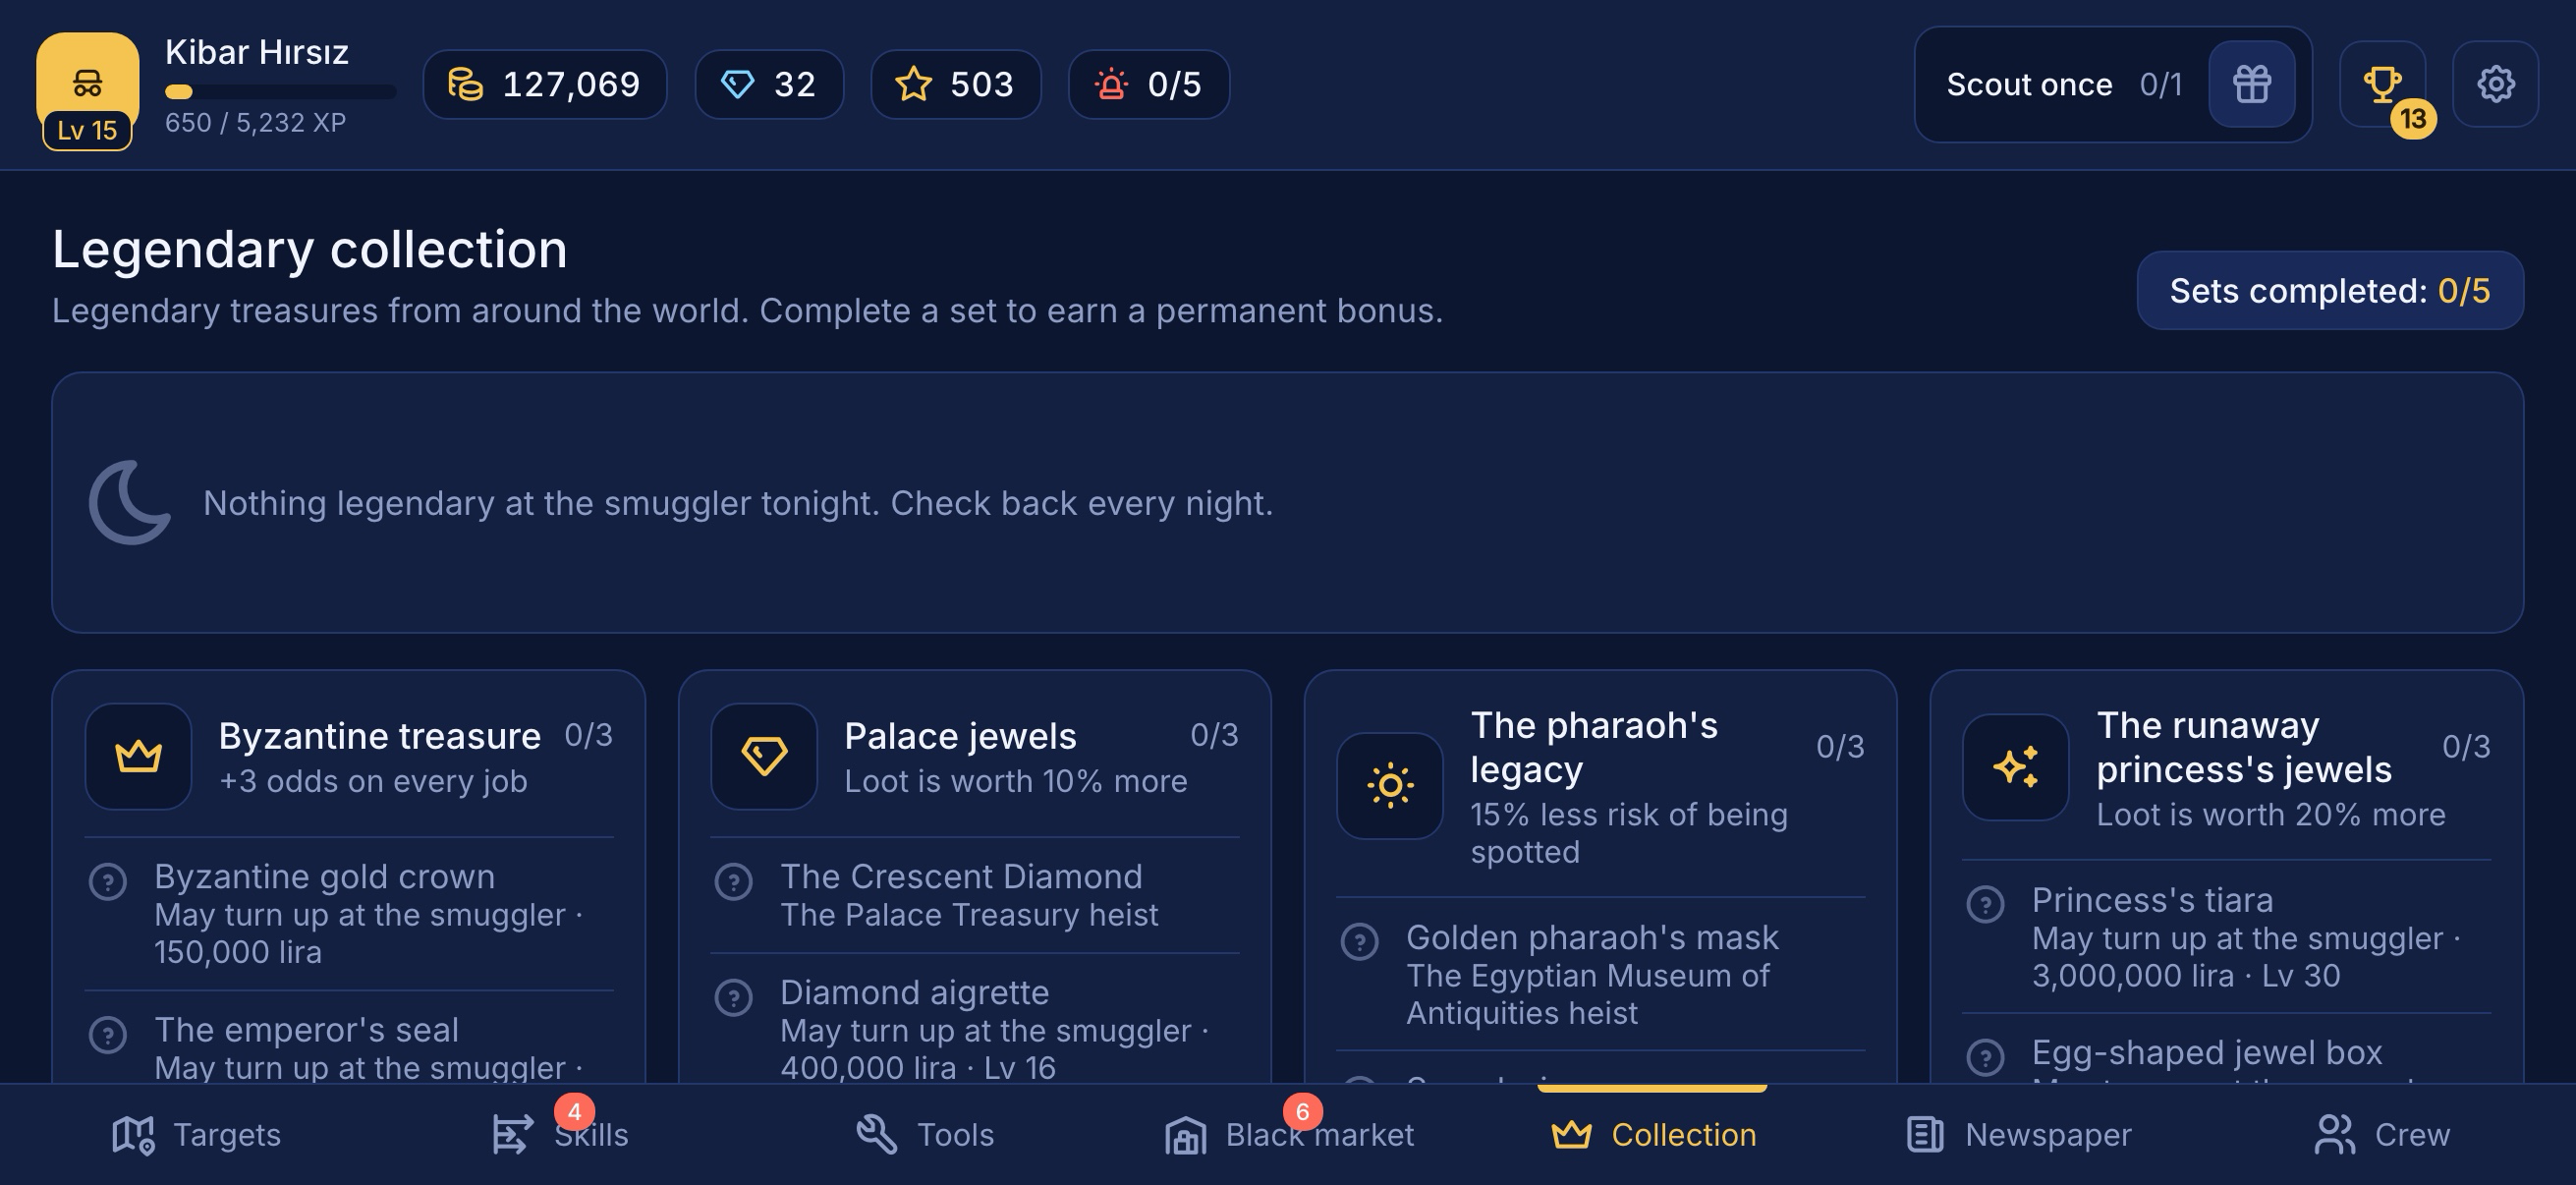 Kibar Hırsız
Lv 15
650 / 5,232 XP
127,069
32
503
0/5
Scout once 0/1
13
Legendary collection
Legendary treasures from around the world. Complete a set to earn a permanent bonus.
Sets completed: 0/5
Nothing legendary at the smuggler tonight. Check back every night.
Byzantine treasure 0/3
+3 odds on every job
Byzantine gold crown
May turn up at the smuggler ·
150,000 lira
The emperor's seal
May turn up at the smuggler ·
Palace jewels 0/3
Loot is worth 10% more
The Crescent Diamond
The Palace Treasury heist
Diamond aigrette
May turn up at the smuggler ·
400,000 lira · Lv 16
The pharaoh's
legacy
0/3
15% less risk of being
spotted
Golden pharaoh's mask
The Egyptian Museum of
Antiquities heist
The runaway
princess's jewels
0/3
Loot is worth 20% more
Princess's tiara
May turn up at the smuggler ·
3,000,000 lira · Lv 30
Egg-shaped jewel box
Targets
4
Skills
Tools
6
Black market
Collection
Newspaper
Crew